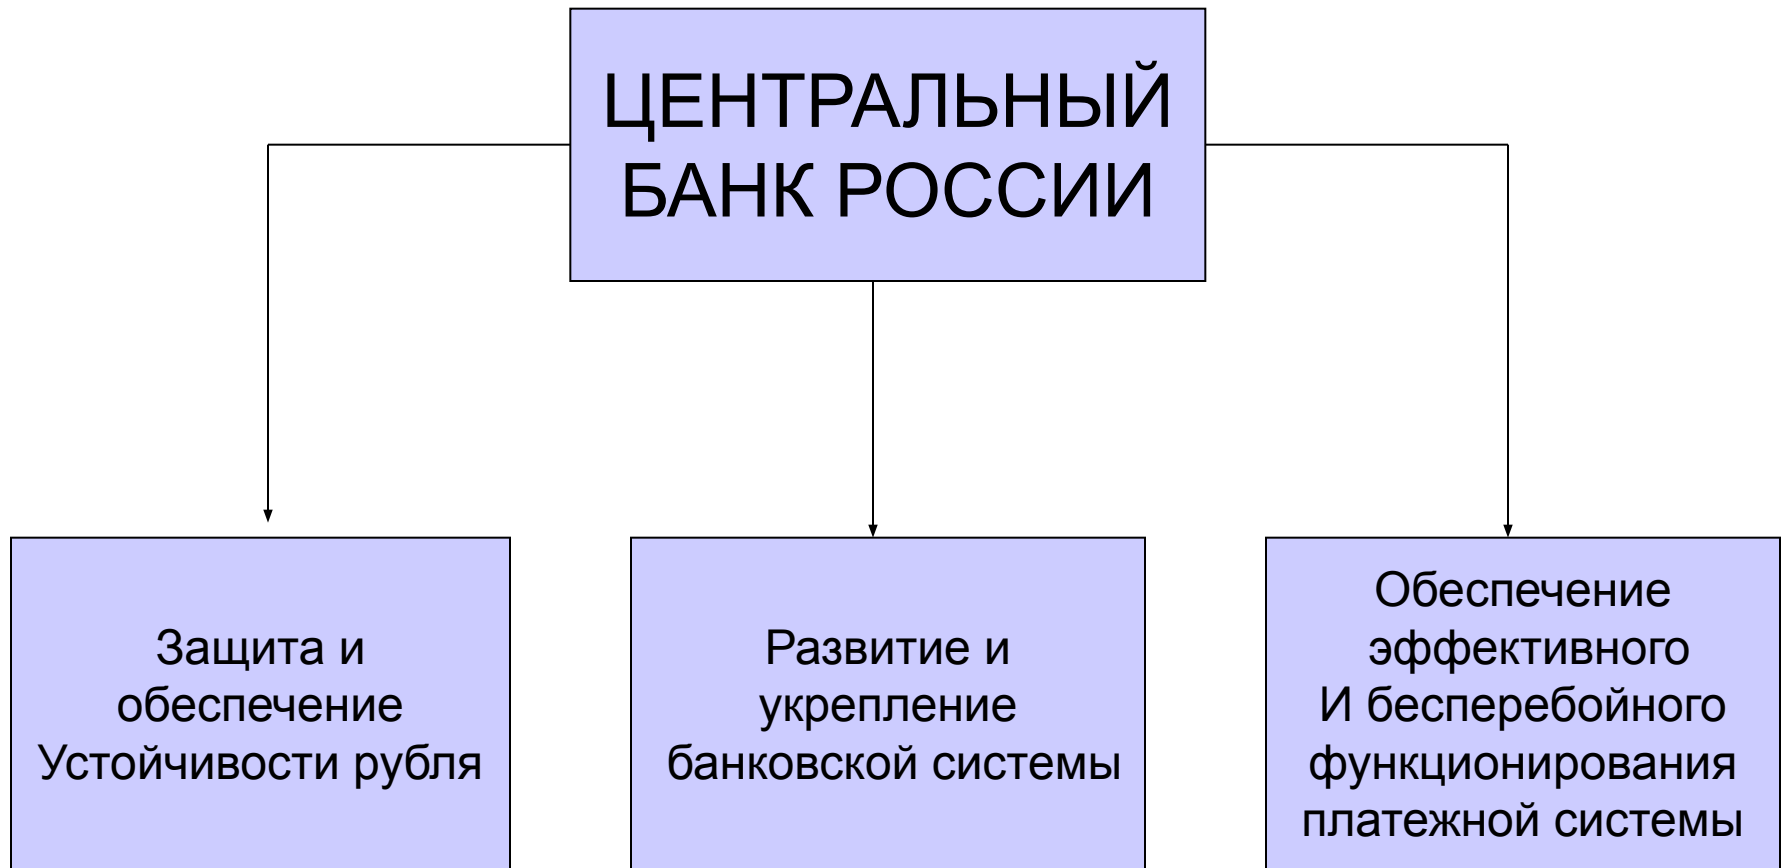 ЦЕНТРАЛЬНЫЙ
БАНК РОССИИ
Защита и
обеспечение
Устойчивости рубля
Развитие и
укрепление
банковской системы
Обеспечение
эффективного
И бесперебойного
функционирования
платежной системы